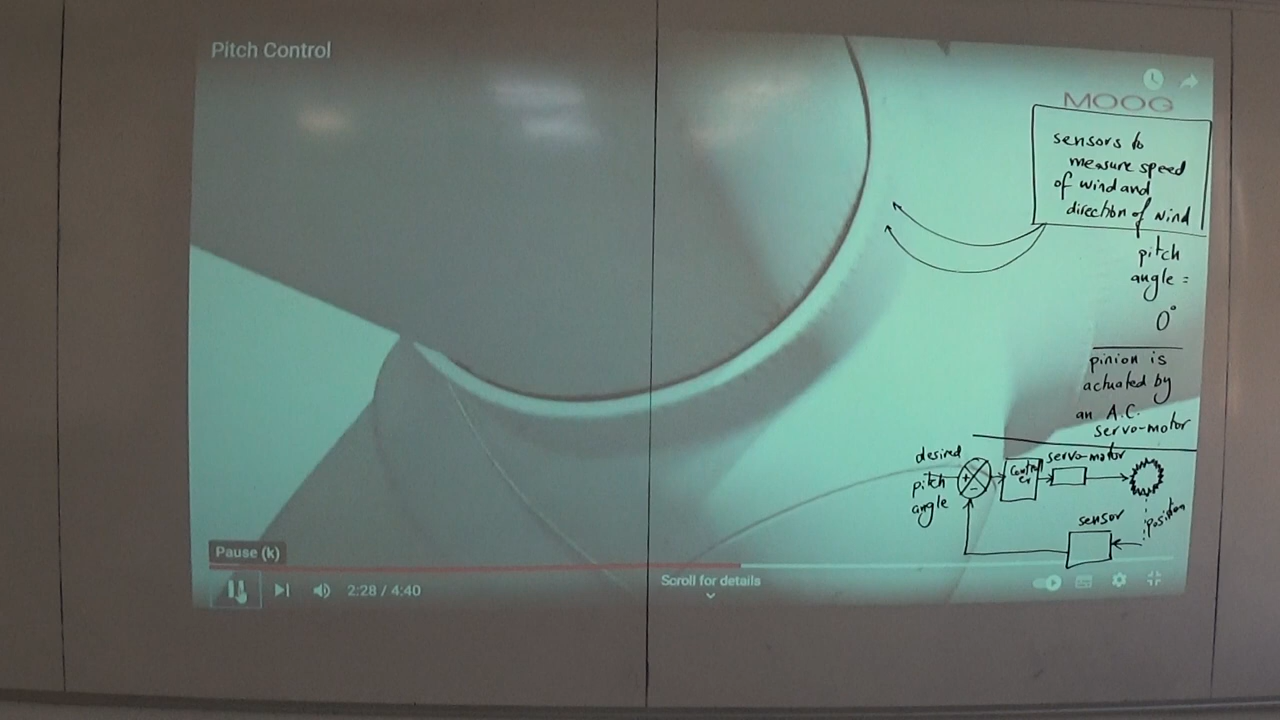 Pitch Control
MOOG
sensors to
measure speed
of wind and
direction of wind
pitch
angle =
0°
pinion is
actuated by
an A.C.
servo-motor
desired
pitch
angle
+
-
Controll
er
servo-motor
position
sensor
Pause (k)
2:28 / 4:40
Scroll for details